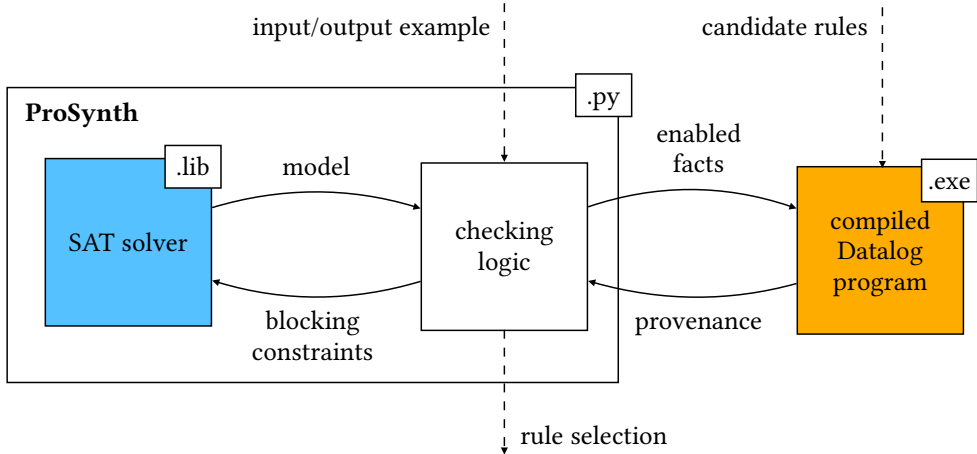 input/output example
candidate rules
.py
ProSynth
enabled
facts
.lib
model
.exe
SAT solver
checking
logic
compiled
Datalog
program
blocking
constraints
provenance
rule selection